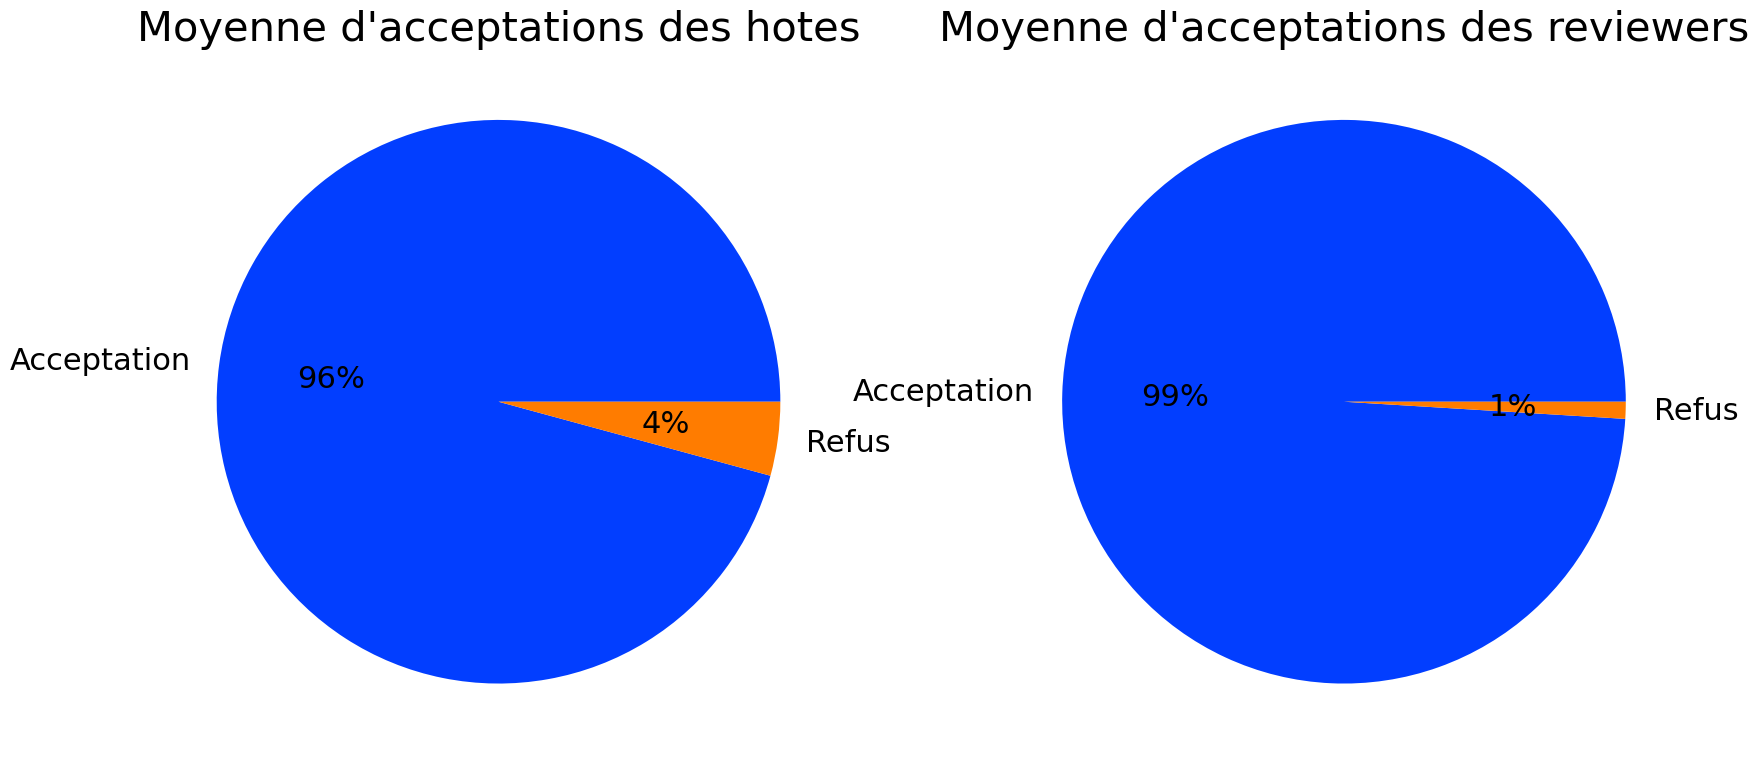 Moyenne d'acceptations des hotes
Acceptation
96%
4%
Refus
Moyenne d'acceptations des reviewers
Acceptation
99%
1%
Refus